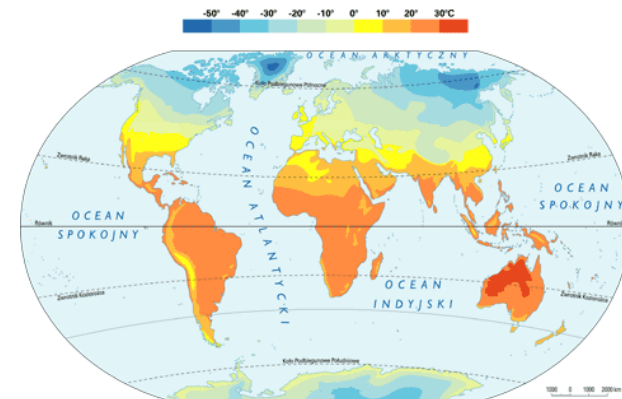 -50° -40° -30° -20° -10° 0° 10° 20° 30°C
OCEAN ARKTYCZNY
Koło Podbiegunowe Północne
Zwrotnik Raka
Zwrotnik Raka
OCEAN ATLANTYCKI
OCEAN
SPOKOJNY
OCEAN
SPOKOJNY
Równik
Równik
OCEAN
INDYJSKI
Zwrotnik Koziorożca
Zwrotnik Koziorożca
Koło Podbiegunowe Południowe
1000 0 1000 2000 km